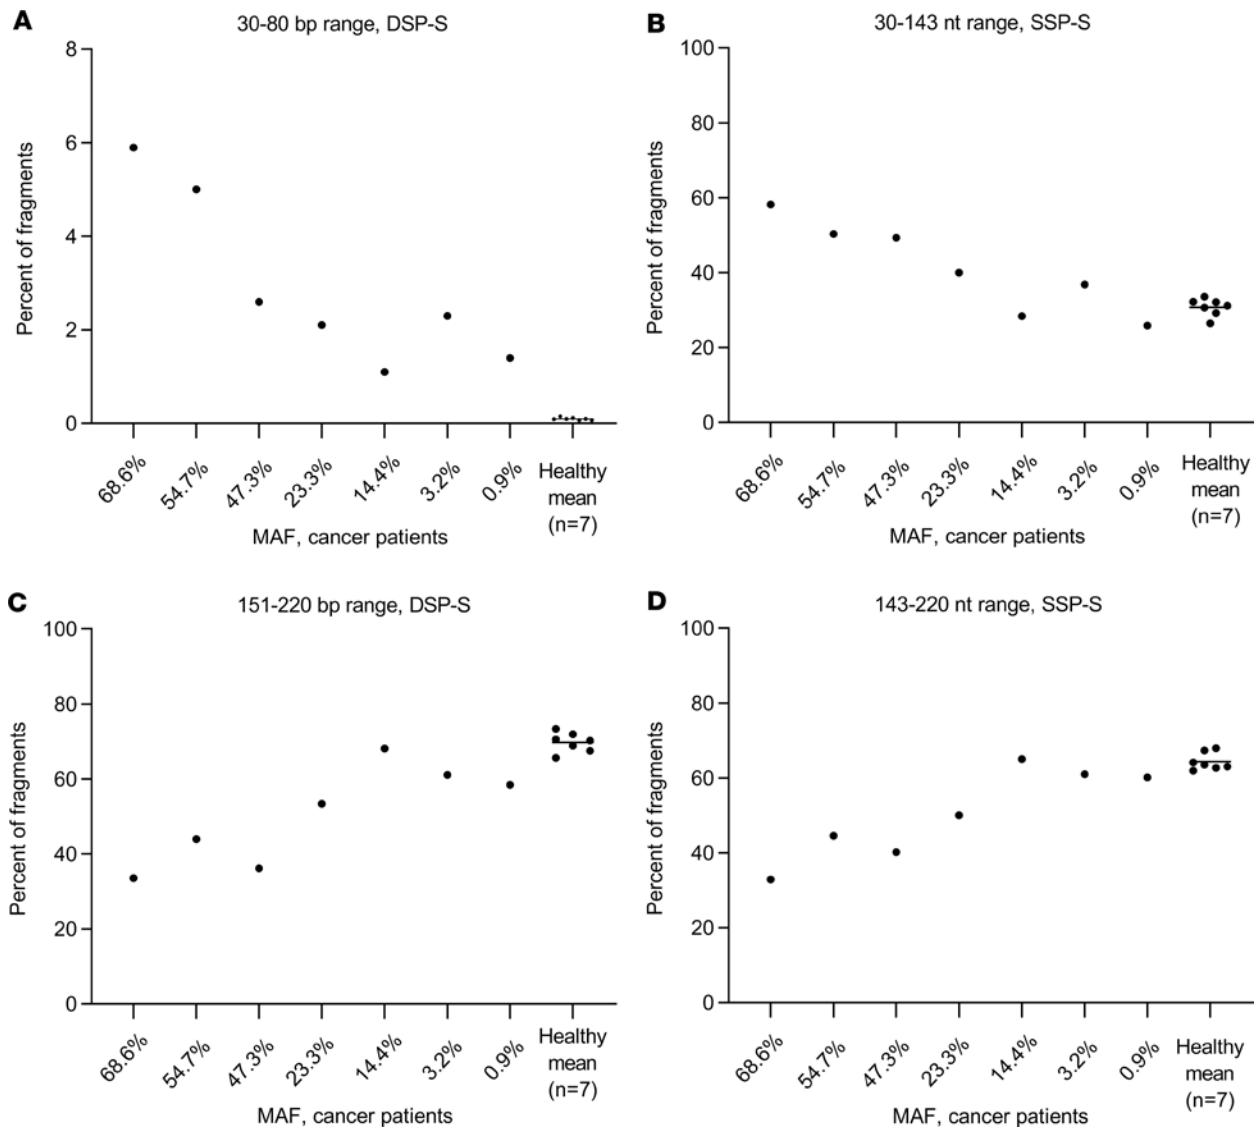 A
30-80 bp range, DSP-S
Percent of fragments
8
6
4
2
0
68.6%
54.7%
47.3%
23.3%
14.4%
3.2%
0.9%
Healthy
mean
(n=7)
MAF, cancer patients
B
30-143 nt range, SSP-S
Percent of fragments
100
80
60
40
20
0
68.6%
54.7%
47.3%
23.3%
14.4%
3.2%
0.9%
Healthy
mean
(n=7)
MAF, cancer patients
C
151-220 bp range, DSP-S
Percent of fragments
100
80
60
40
20
0
68.6%
54.7%
47.3%
23.3%
14.4%
3.2%
0.9%
Healthy
mean
(n=7)
MAF, cancer patients
D
143-220 nt range, SSP-S
Percent of fragments
100
80
60
40
20
0
68.6%
54.7%
47.3%
23.3%
14.4%
3.2%
0.9%
Healthy
mean
(n=7)
MAF, cancer patients